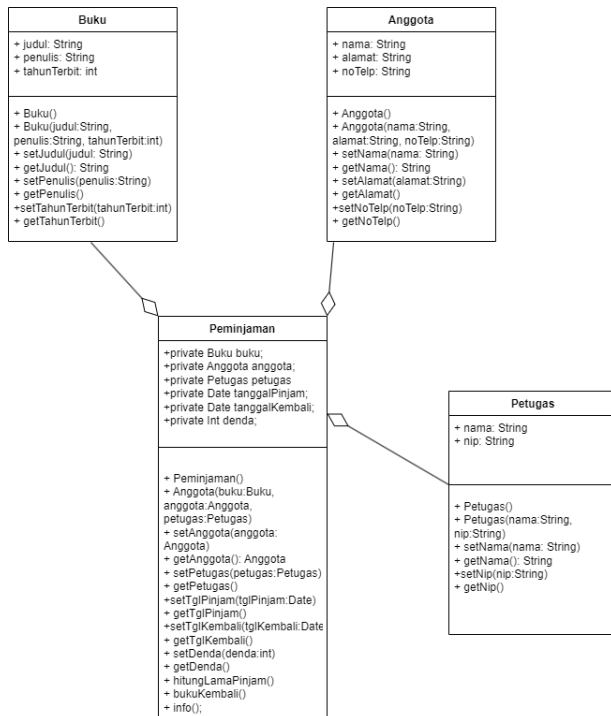 Buku
+ judul: String
+ penulis: String
+ tahunTerbit: int
+ Buku()
+ Buku(judul:String,
penulis:String, tahunTerbit:int)
+ setJudul(judul: String)
+ getJudul(): String
+ setPenulis(penulis:String)
+ getPenulis()
+setTahunTerbit(tahunTerbit:int)
+ getTahunTerbit()
Anggota
+ nama: String
+ alamat: String
+ noTelp: String
+ Anggota()
+ Anggota(nama:String,
alamat:String, noTelp:String)
+ setNama(nama: String)
+ getNama(): String
+ setAlamat(alamat:String)
+ getAlamat()
+setNoTelp(noTelp:String)
+ getNoTelp()
Peminjaman
+private Buku buku;
+private Anggota anggota;
+private Petugas petugas
+private Date tanggalPinjam;
+private Date tanggalKembali;
+private Int denda;
+ Peminjaman()
+ Anggota(buku:Buku,
anggota:Anggota,
petugas:Petugas)
+ setAnggota(anggota:
Anggota)
+ getAnggota(): Anggota
+ setPetugas(petugas:Petugas)
+ getPetugas()
+setTglPinjam(tglPinjam:Date)
+ getTglPinjam()
+setTglKembali(tglKembali:Date
+ getTglKembali()
+ setDenda(denda:int)
+ getDenda()
+ hitungLamaPinjam()
+ bukuKembali()
+ info();
Petugas
+ nama: String
+ nip: String
+ Petugas()
+ Petugas(nama:String,
nip:String)
+ setNama(nama: String)
+ getNama(): String
+setNip(nip:String)
+ getNip()